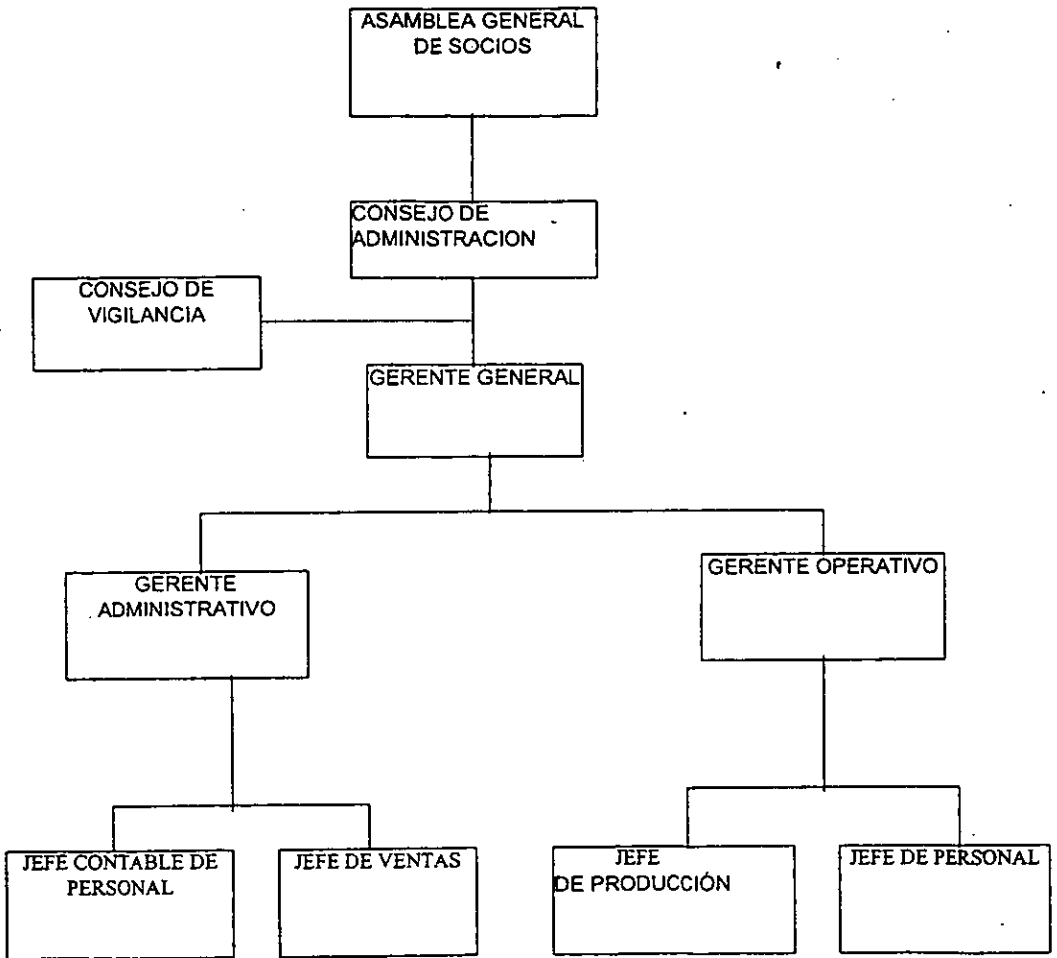 ASAMBLEA GENERAL
DE SOCIOS
CONSEJO DE
ADMINISTRACION
CONSEJO DE
VIGILANCIA
GERENTE GENERAL
GERENTE
ADMINISTRATIVO
GERENTE OPERATIVO
JEFE CONTABLE DE
PERSONAL
JEFE DE VENTAS
JEFE
DE PRODUCCIÓN
JEFE DE PERSONAL